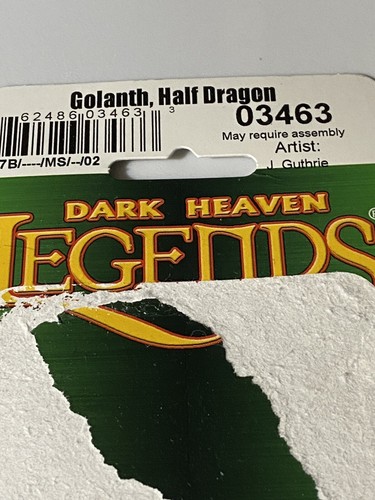 Golanth, Half Dragon
62486 03463 3
03463
May require assembly
Artist:
7B/----/MS/--/02
J Guthrie
DARK HEAVEN
LEGENDS